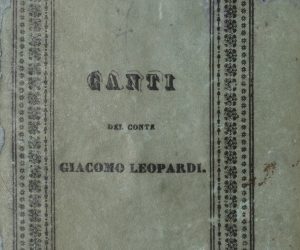 CANTI
DEL CONTE
GIACOMO LEOPARDI.